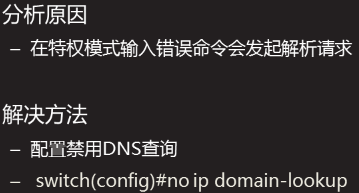 分析原因
– 在特权模式输入错误命令会发起解析请求
解决方法
– 配置禁用DNS查询
– switch(config)#no ip domain-lookup